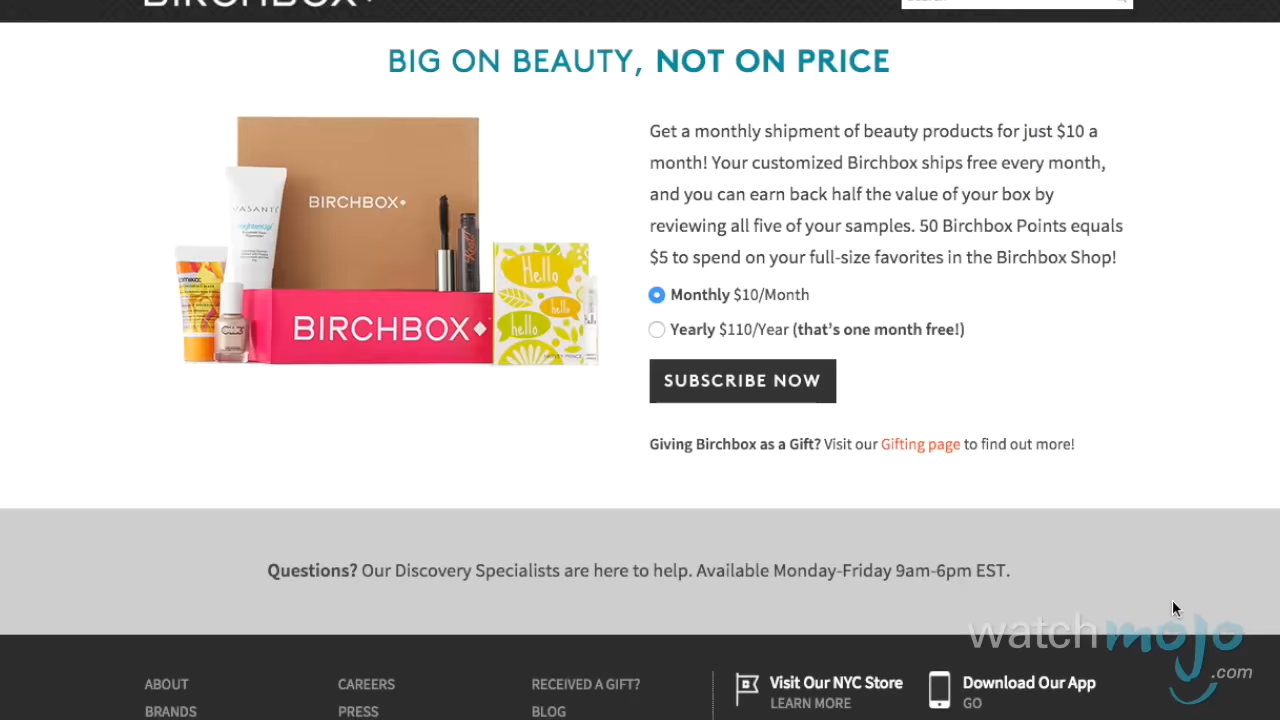 BIRCHBOX
BIG ON BEAUTY, NOT ON PRICE
Get a monthly shipment of beauty products for just $10 a
month! Your customized Birchbox ships free every month,
and you can earn back half the value of your box by
reviewing all five of your samples. 50 Birchbox Points equals
$5 to spend on your full-size favorites in the Birchbox Shop!
Monthly $10/Month
Yearly $110/Year (that's one month free!)
SUBSCRIBE NOW
Giving Birchbox as a Gift? Visit our Gifting page to find out more!
BIRCHBOX
VASANTI
Hello
hello
hello
BIRCHBOX
Questions? Our Discovery Specialists are here to help. Available Monday-Friday 9am-6pm EST.
watchmojo.com
ABOUT
BRANDS
CAREERS
PRESS
RECEIVED A GIFT?
BLOG
Visit Our NYC Store
LEARN MORE
Download Our App
GO